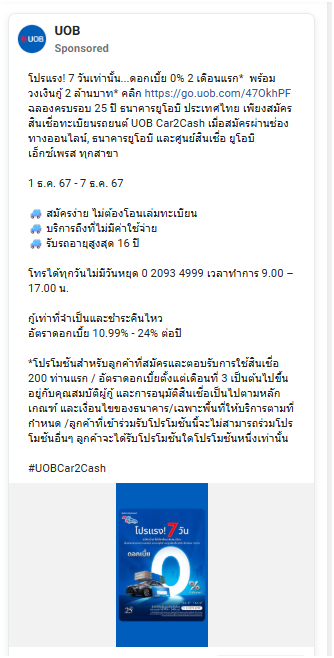 UOB
UOB
Sponsored
โปรแรง! 7 วันเท่านั้น...ดอกเบี้ย 0% 2 เดือนแรก* พร้อม
วงเงินกู้ 2 ล้านบาท* คลิก https://go.uob.com/47OkhPF
ฉลองครบรอบ 25 ปี ธนาคารยูโอบี ประเทศไทย เพียงสมัคร
สินเชื่อทะเบียนรถยนต์ UOB Car2Cash เมื่อสมัครผ่านช่อง
ทางออนไลน์, ธนาคารยูโอบี และศูนย์สินเชื่อ ยูโอบี
เอ็กซ์เพรส ทุกสาขา
1 ธ.ค. 67 - 7 ธ.ค. 67
🚙 สมัครง่าย ไม่ต้องโอนเล่มทะเบียน
🚙 บริการถึงที่ไม่มีค่าใช้จ่าย
🚙 รับรถอายุสูงสุด 16 ปี
โทรได้ทุกวันไม่มีวันหยุด 0 2093 4999 เวลาทำการ 9.00 –
17.00 น.
กู้เท่าที่จำเป็นและชำระคืนไหว
อัตราดอกเบี้ย 10.99% - 24% ต่อปี
*โปรโมชันสำหรับลูกค้าที่สมัครและตอบรับการใช้สินเชื่อ
200 ท่านแรก / อัตราดอกเบี้ยตั้งแต่เดือนที่ 3 เป็นต้นไปขึ้น
อยู่กับคุณสมบัติผู้กู้ และการอนุมัติสินเชื่อเป็นไปตามหลัก
เกณฑ์ และเงื่อนไขของธนาคาร/เฉพาะพื้นที่ให้บริการตามที่
กำหนด /ลูกค้าที่เข้าร่วมรับโปรโมชันนี้จะไม่สามารถร่วมโปร
โมชันอื่นๆ ลูกค้าจะได้รับโปรโมชันใดโปรโมชันหนึ่งเท่านั้น
#UOBCar2Cash
โปรแรง! 7 วัน
ดอกเบี้ย
0%
25